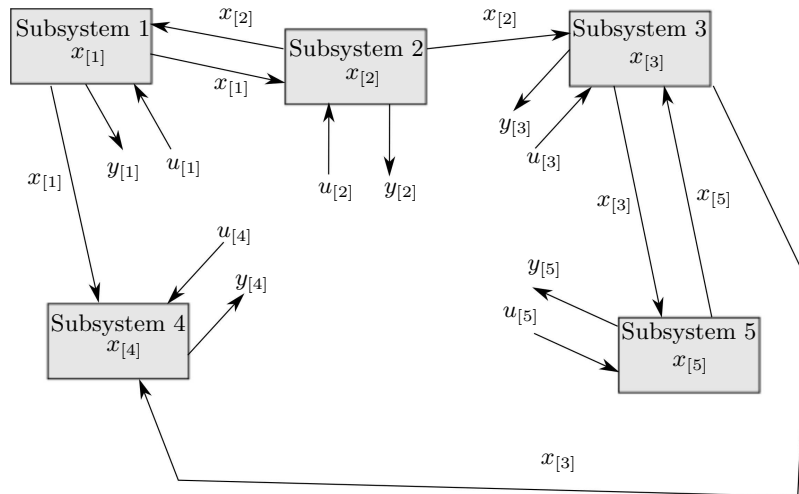 Subsystem 1
x[1]
x[2]
x[1]
Subsystem 2
x[2]
x[2]
Subsystem 3
x[3]
y[1]
u[1]
x[1]
u[2]
y[2]
y[3]
u[3]
x[3]
x[5]
u[4]
y[4]
Subsystem 4
x[4]
y[5]
u[5]
Subsystem 5
x[5]
x[3]